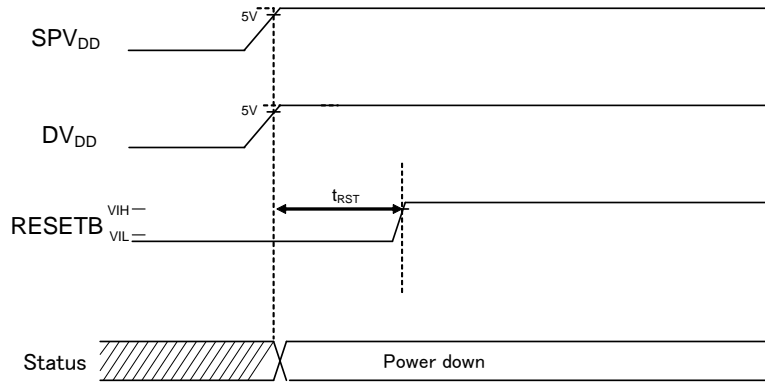 5V
SPVDD
5V
DVDD
tRST
VIH
RESETB
VIL
Status
Power down